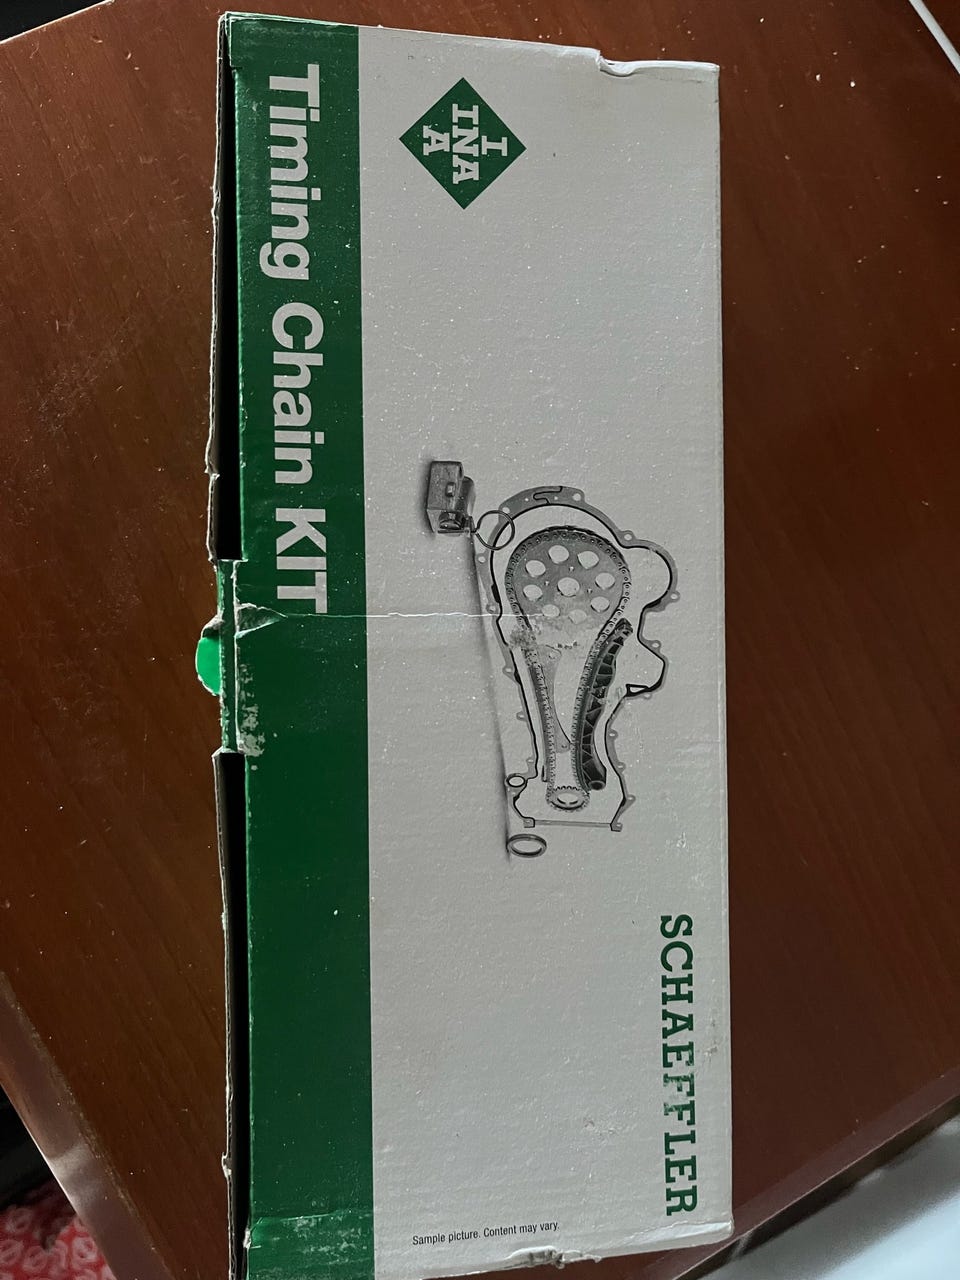 I
INA
A
SCHAEFFLER
Timing Chain KIT
Sample picture. Content may vary.